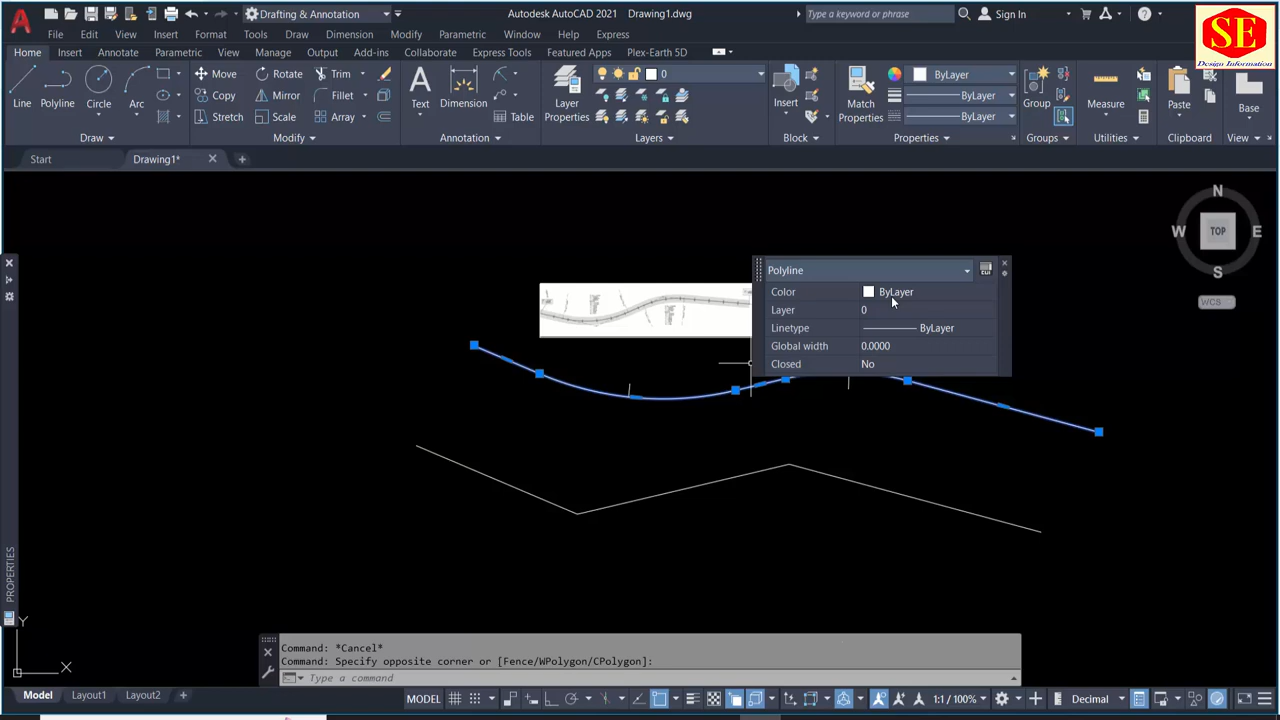 Drafting & Annotation
Autodesk AutoCAD 2021 Drawing1.dwg
Type a keyword or phrase
Sign In
SE
Design Information
File Edit View Insert Format Tools Draw Dimension Modify Parametric Window Help Express
Home Insert Annotate Parametric View Manage Output Add-ins Collaborate Express Tools Featured Apps Plex-Earth 5D
Line Polyline Circle Arc
Move Rotate Trim
Copy Mirror Fillet
Stretch Scale Array
Text Dimension Table
Layer Properties
0
Insert
Match Properties
ByLayer
ByLayer
ByLayer
Group
Measure
Paste
Base
Draw Modify Annotation Layers Block Properties Groups Utilities Clipboard View
Start Drawing1*
N
W TOP E
S
WCS
Polyline
Color ByLayer
Layer 0
Linetype ByLayer
Global width 0.0000
Closed No
PROPERTIES
Y
X
Command: *Cancel*
Command: Specify opposite corner or [Fence/WPolygon/CPolygon]:
Type a command
Model Layout1 Layout2
MODEL 1:1 / 100% Decimal